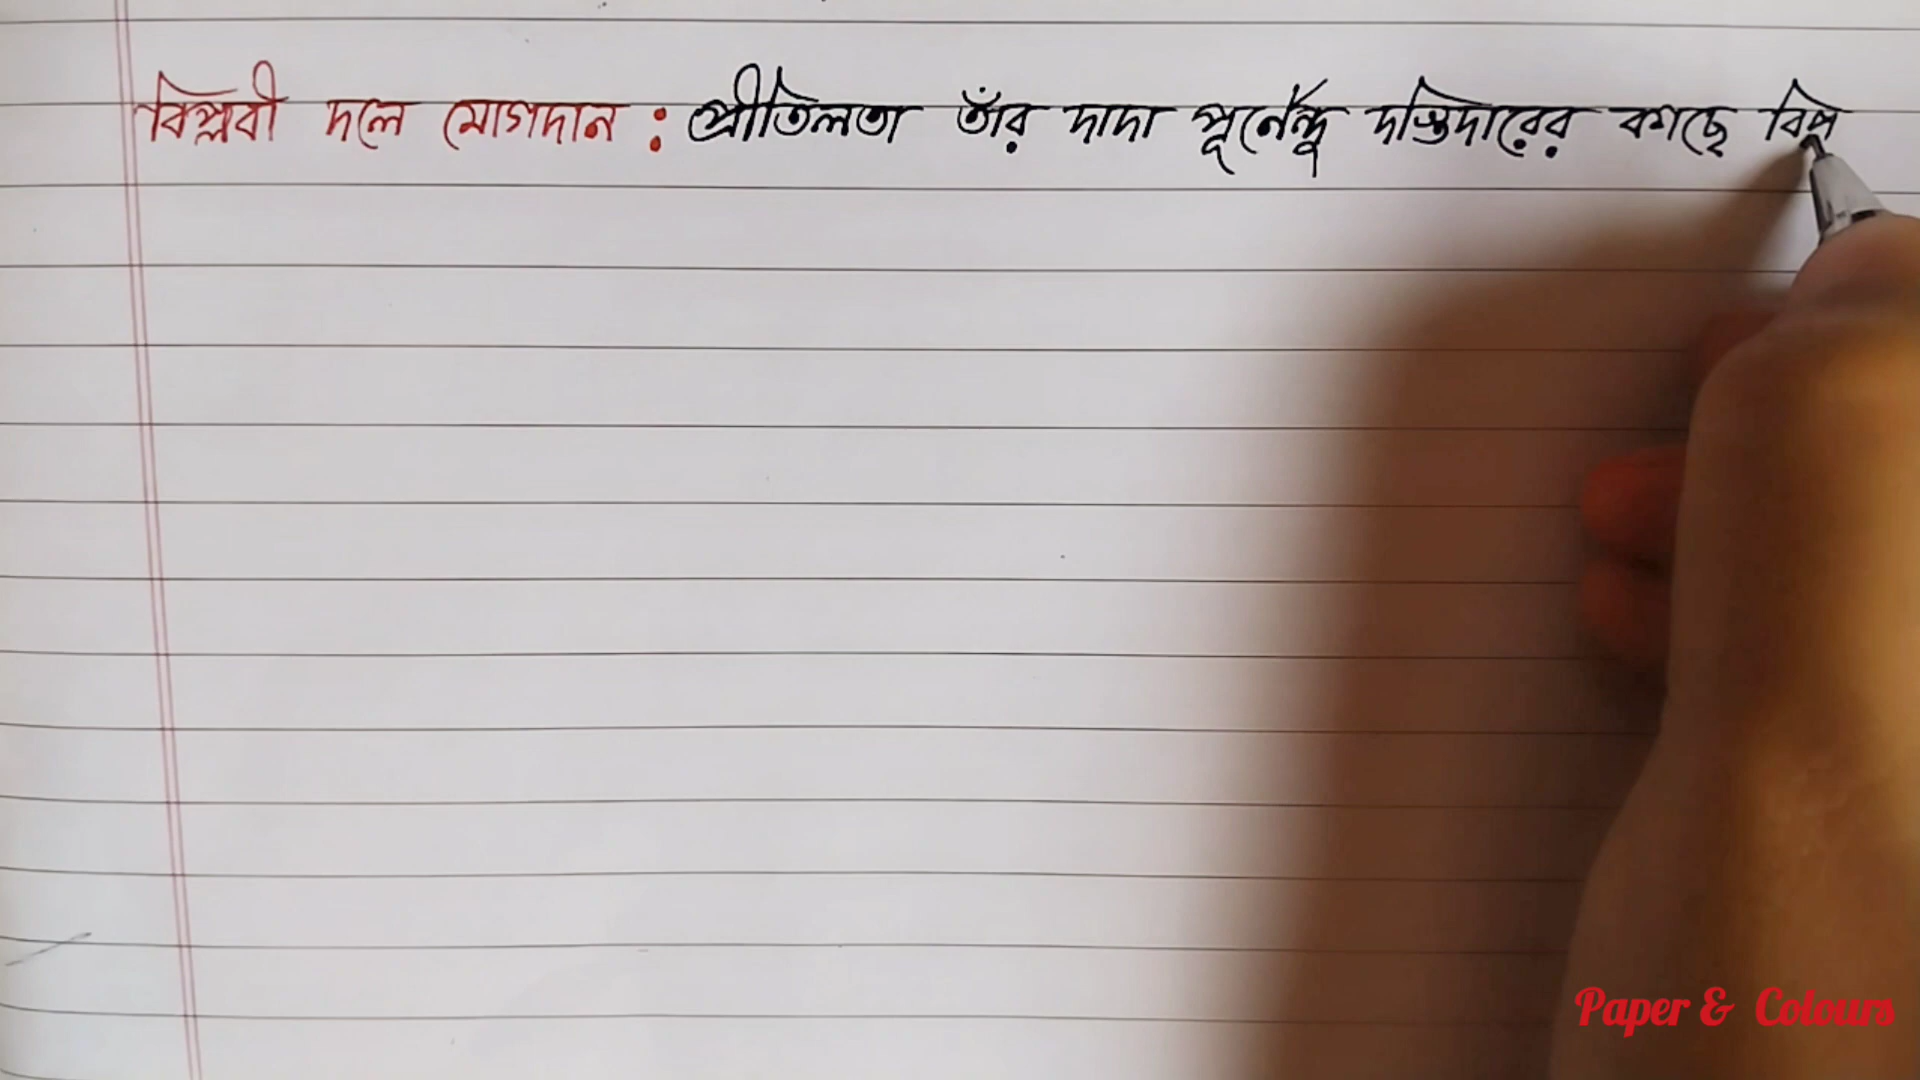 বিপ্লবী দলে যোগদান : প্রীতিলতা তাঁর দাদা পূর্নেন্দু দস্তিদারের কাছে বিপ
Paper & Colours